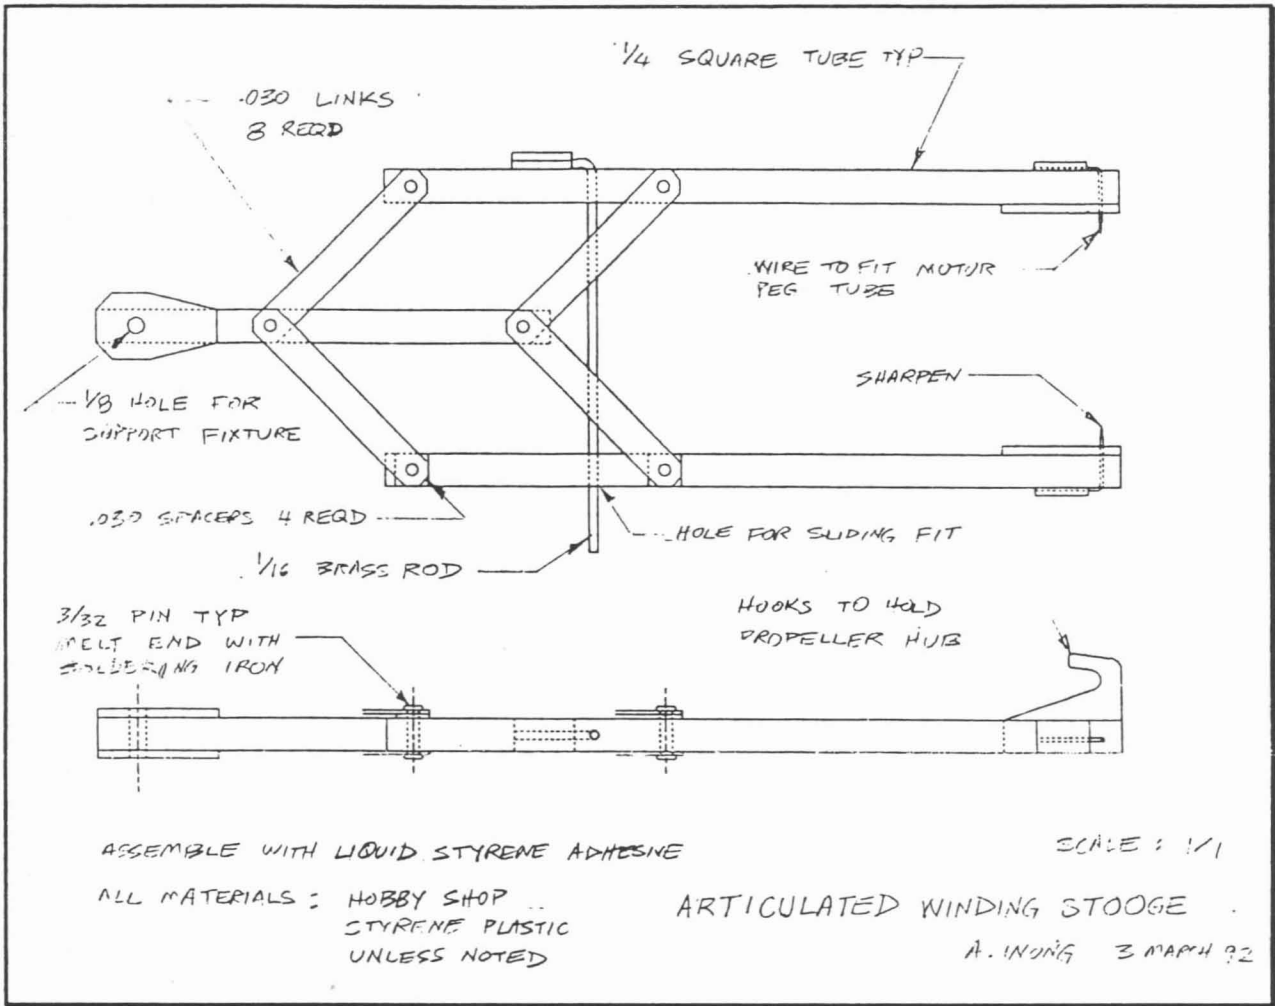 1/4 SQUARE TUBE TYP
.030 LINKS
8 REQD
WIRE TO FIT MOTOR
PEG TUBE
SHARPEN
1/8 HOLE FOR
SUPPORT FIXTURE
.030 SPACERS 4 REQD
HOLE FOR SLIDING FIT
1/16 BRASS ROD
3/32 PIN TYP
MELT END WITH
SOLDERING IRON
HOOKS TO HOLD
PROPELLER HUB
ASSEMBLE WITH LIQUID STYRENE ADHESIVE
SCALE : 1/1
ALL MATERIALS : HOBBY SHOP
STYRENE PLASTIC
UNLESS NOTED
ARTICULATED WINDING STOOGE
A. 3 MARCH 92